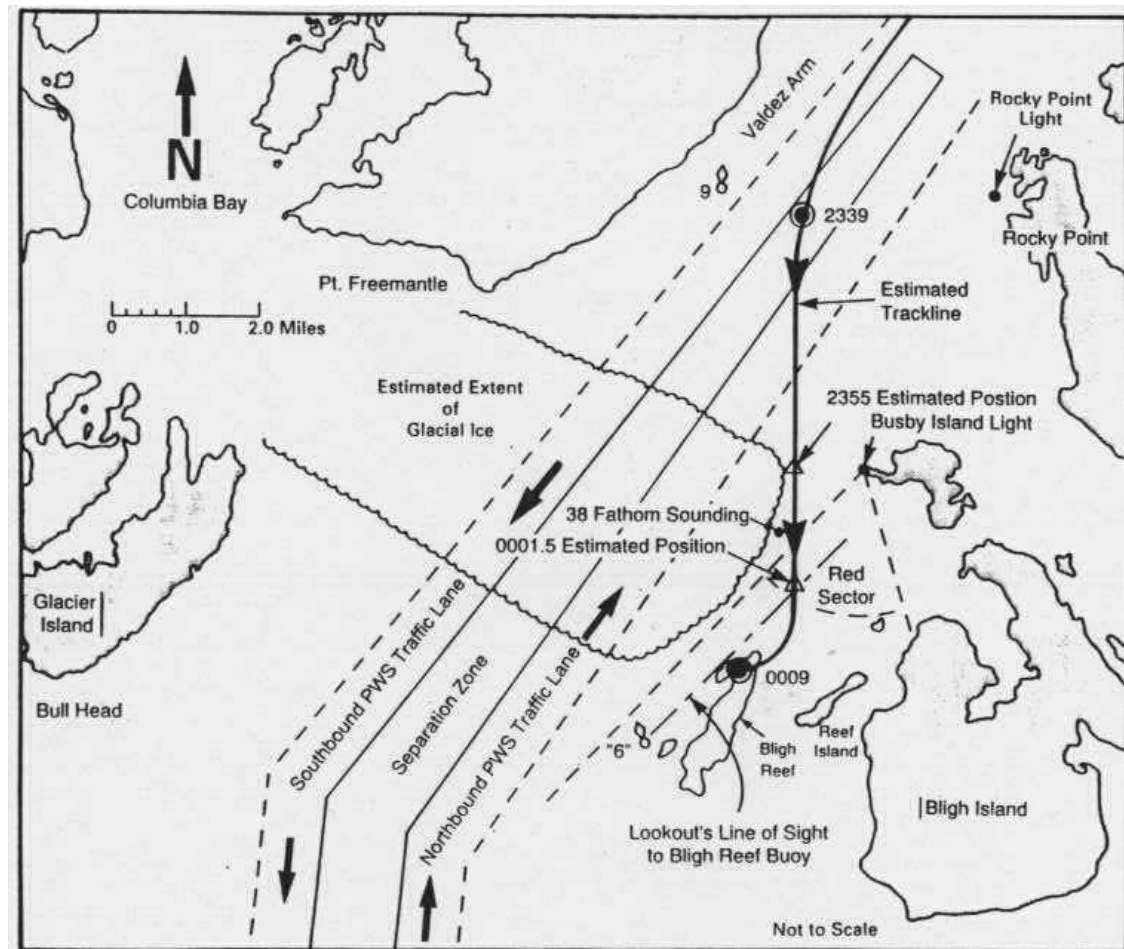 Valdez Arm
Rocky Point
Light
N
Columbia Bay
9
2339
Rocky Point
Pt. Freemantle
0 1.0 2.0 Miles
Estimated
Trackline
Estimated Extent
of
Glacial Ice
2355 Estimated Postion
Busby Island Light
38 Fathom Sounding
0001.5 Estimated Position
Red
Sector
Glacier
Island
Southbound PWS Traffic Lane
Separation Zone
Northbound PWS Traffic Lane
0009
Bull Head
"6"
Bligh
Reef
Reef
Island
Bligh Island
Lookout's Line of Sight
to Bligh Reef Buoy
Not to Scale